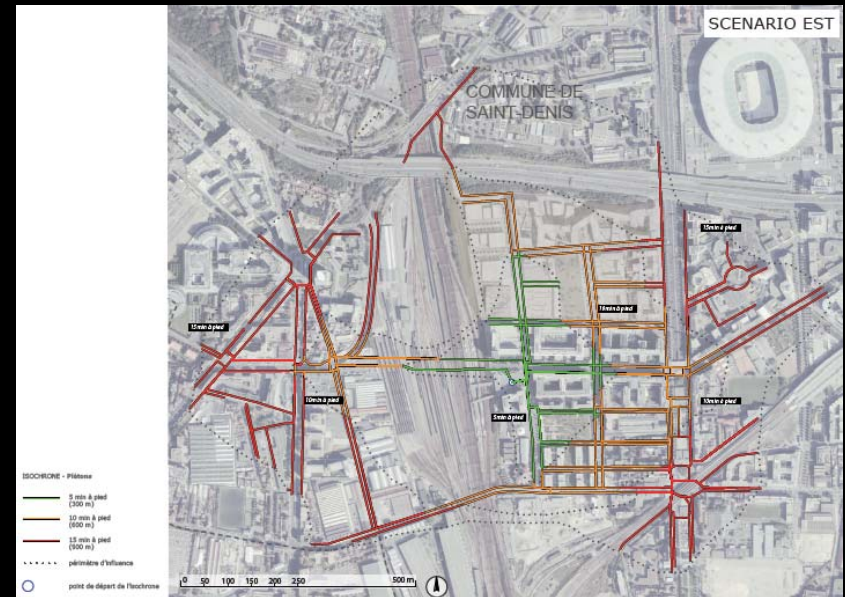 SCENARIO EST
COMMUNE DE
SAINT-DENIS
15min à pied
10min à pied
15min à pied
10min à pied
10min à pied
5min à pied
ISOCHRONE - Piétons
5 min à pied
(300 m)
10 min à pied
(600 m)
15 min à pied
(900 m)
périmètre d'influence
point de départ de l'isochrone
0 50 100 150 200 250 500 m